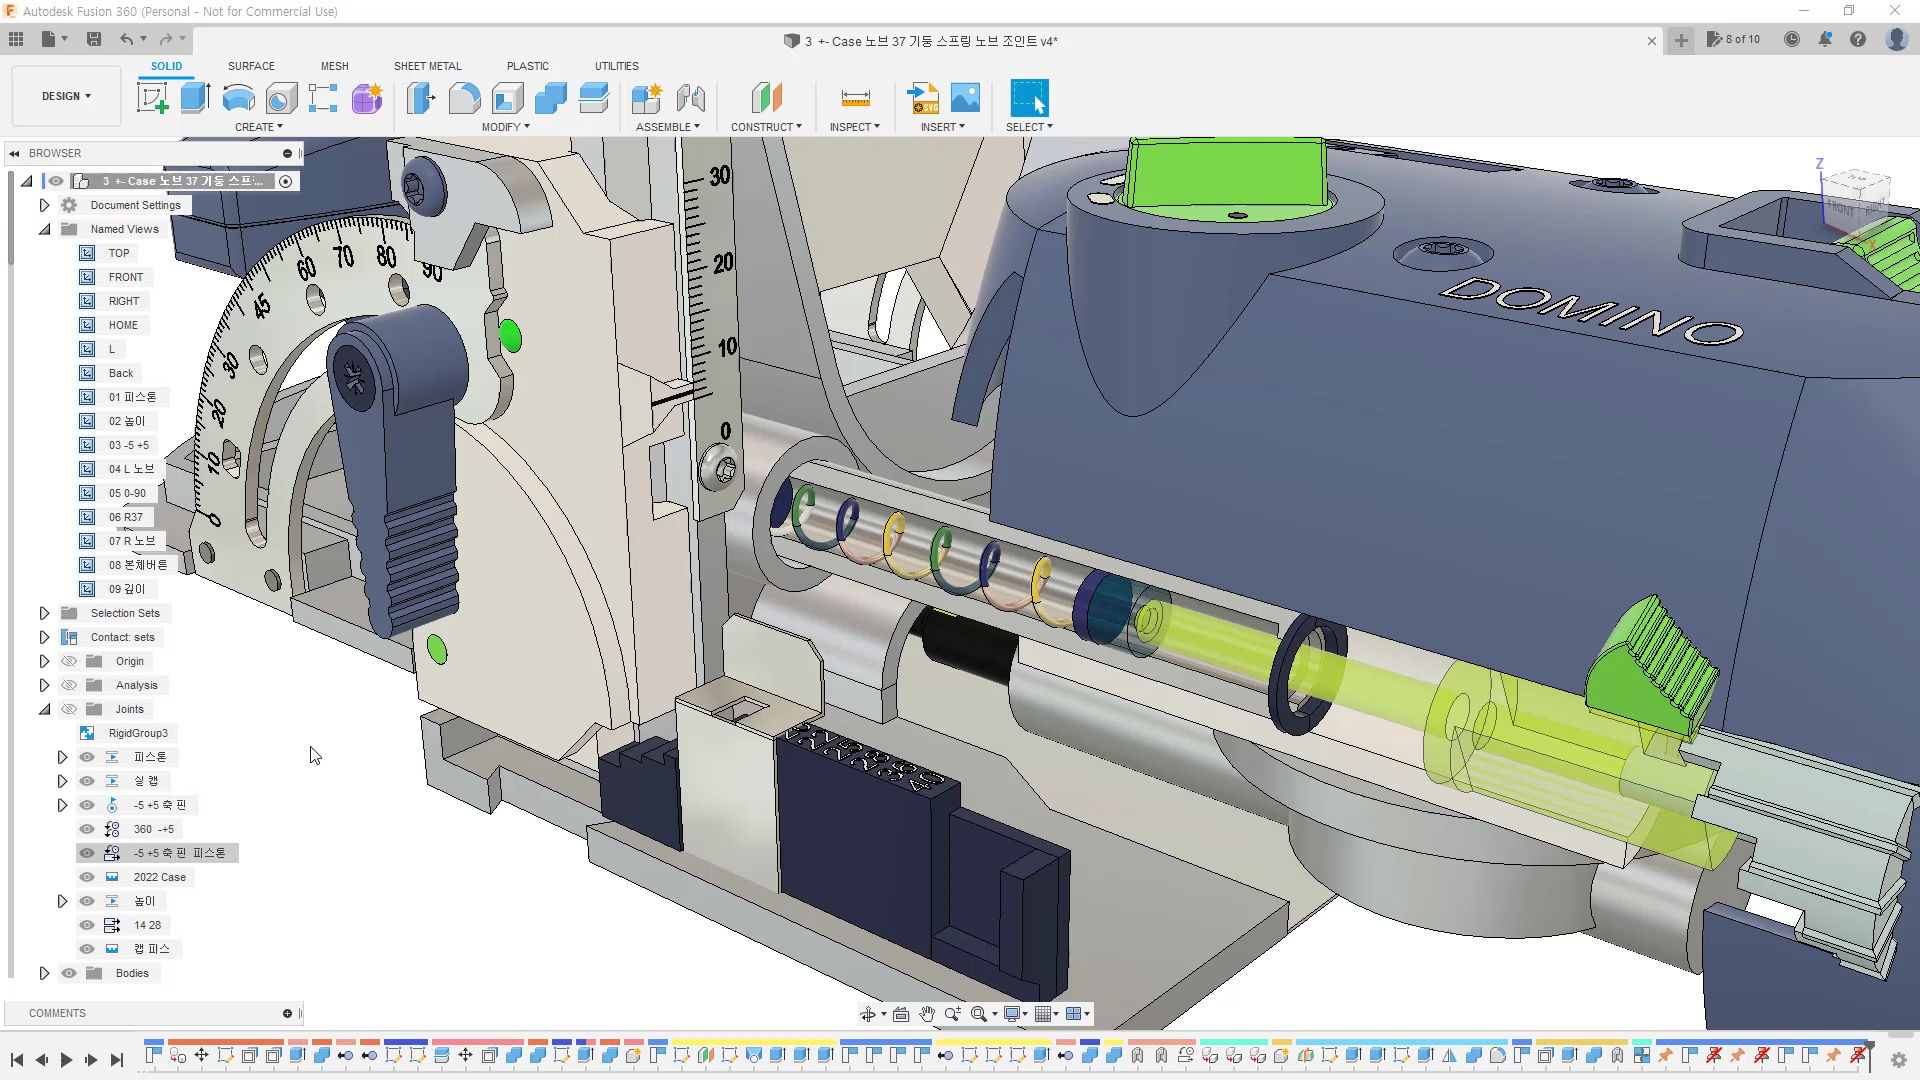 Autodesk Fusion 360 (Personal - Not for Commercial Use)
3 +- Case 노브 37 기둥 스프링 노브 조인트 v4*
8 of 10
DESIGN
SOLID
SURFACE
MESH
SHEET METAL
PLASTIC
UTILITIES
CREATE
MODIFY
ASSEMBLE
CONSTRUCT
INSPECT
INSERT
SELECT
BROWSER
3 +- Case 노브 37 기둥 스프...
Document Settings
Named Views
TOP
FRONT
RIGHT
HOME
L
Back
01 피스톤
02 높이
03 -5 +5
04 L 노브
05 0-90
06 R37
07 R 노브
08 본체버튼
09 깊이
Selection Sets
Contact: sets
Origin
Analysis
Joints
RigidGroup3
피스톤
실 캡
-5 +5 축 핀
360 -+5
-5 +5 축 핀 피스톤
2022 Case
높이
14 28
캡 피스
Bodies
COMMENTS
0
10
20
30
45
60
70
80
90
30
20
10
0
DOMINO
Z
X
FRONT
RIGHT
SVG